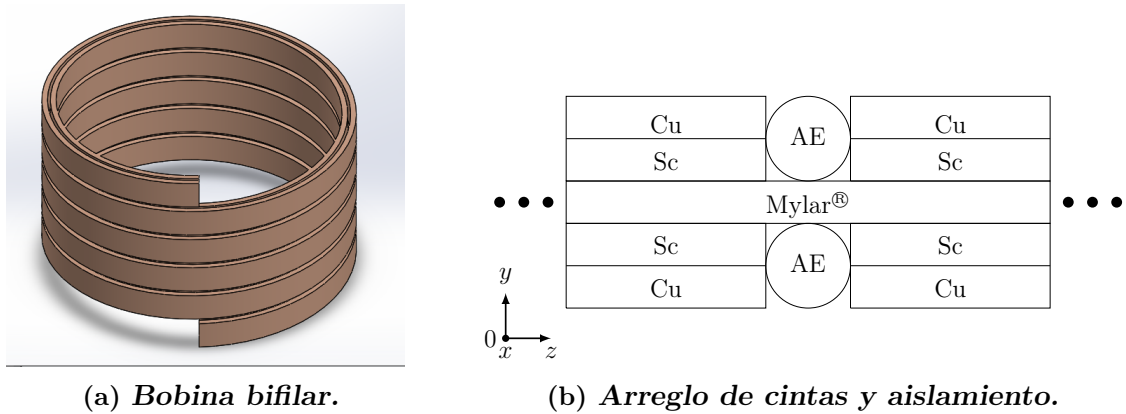 Cu AE Cu
Sc Sc
Mylar®
Sc AE Sc
Cu Cu
y
0 x z
(a) Bobina bifilar.
(b) Arreglo de cintas y aislamiento.